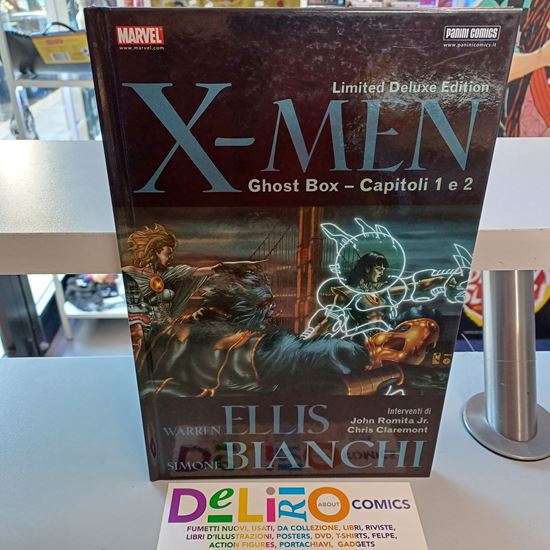 MARVEL
www.marvel.com
PANINI COMICS
www.paninicomics.it
Limited Deluxe Edition
X-MEN
Ghost Box – Capitoli 1 e 2
WARREN ELLIS
SIMONE BIANCHI
Interventi di
John Romita Jr.
Chris Claremont
DeLiRiO ABOUT COMICS
FUMETTI NUOVI, USATI, DA COLLEZIONE, LIBRI, RIVISTE,
LIBRI D'ILLUSTRAZIONI, POSTERS, DVD, T-SHIRTS, FELPE,
ACTION FIGURES, PORTACHIAVI, GADGETS